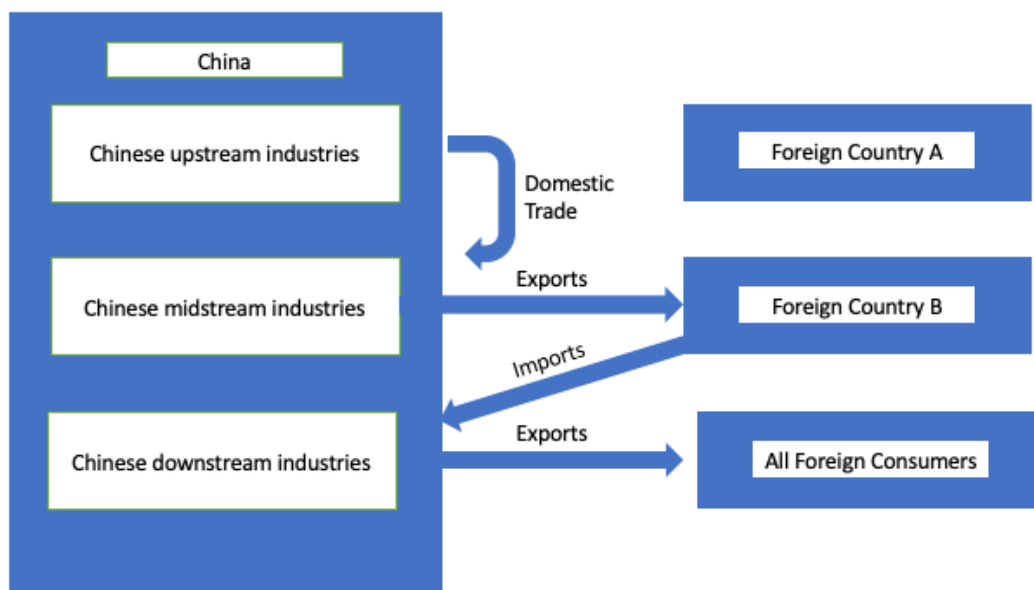 China
Chinese upstream industries
Foreign Country A
Domestic
Trade
Exports
Chinese midstream industries
Foreign Country B
Imports
Exports
Chinese downstream industries
All Foreign Consumers